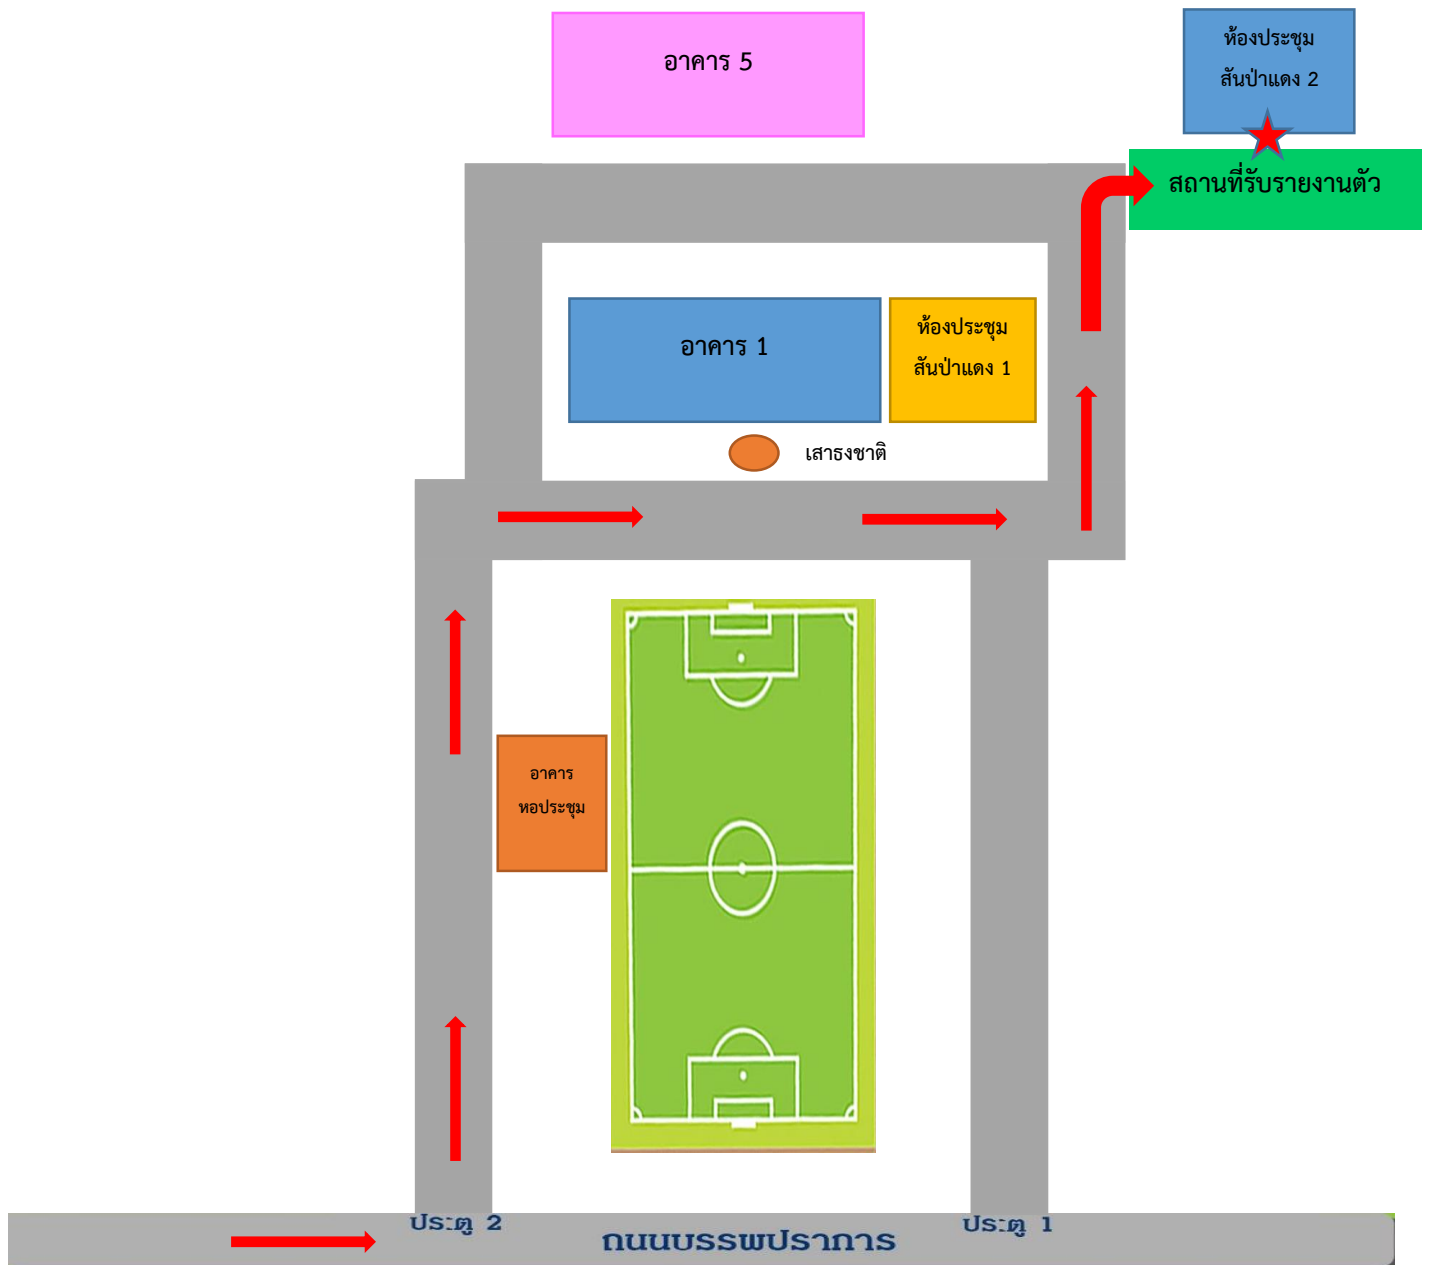 อาคาร 5
ห้องประชุม
สันป่าแดง 2
สถานที่รับรายงานตัว
อาคาร 1
ห้องประชุม
สันป่าแดง 1
เสาธงชาติ
อาคาร
หอประชุม
ประตู 2
ประตู 1
ถนนบรรพปราการ